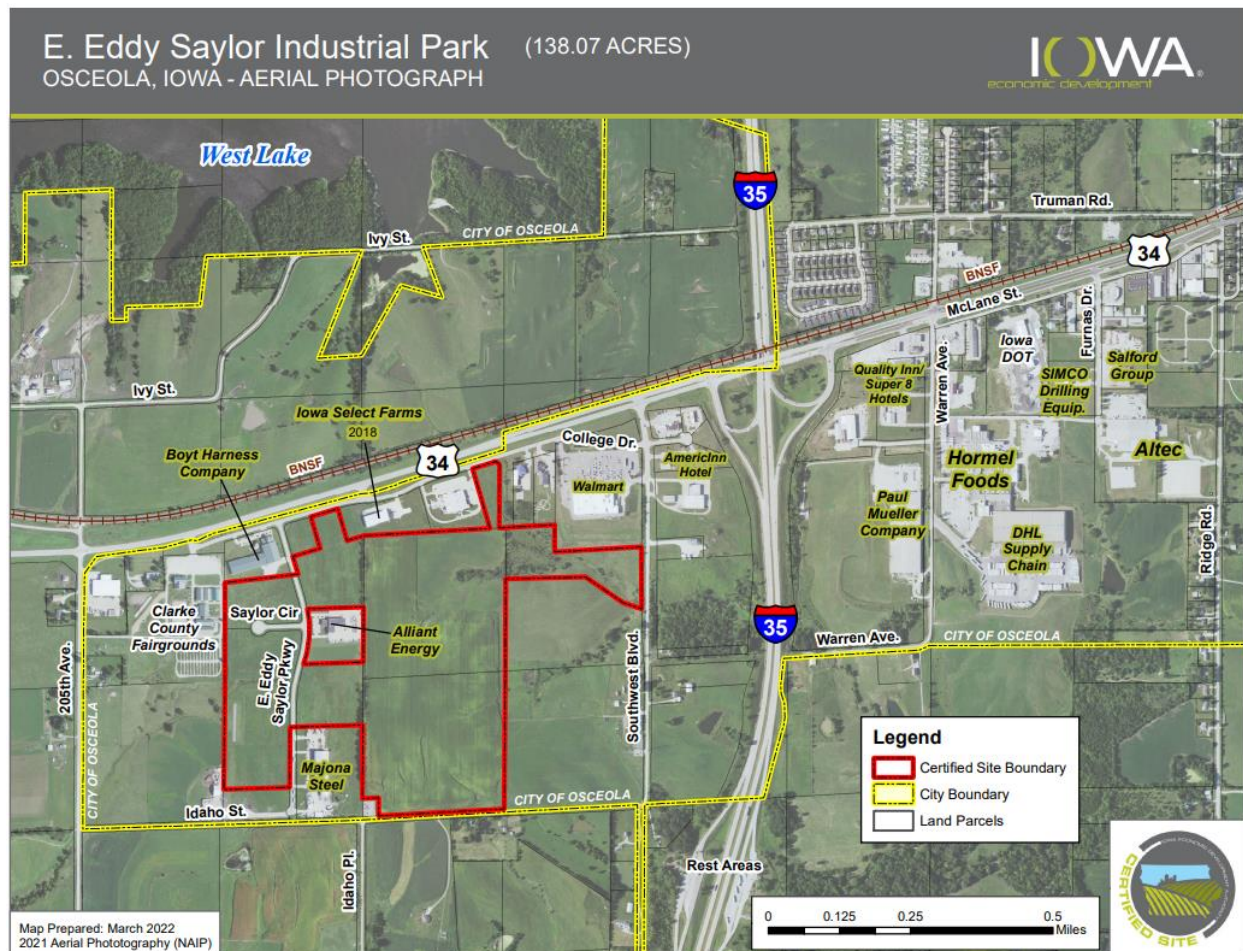 E. Eddy Saylor Industrial Park (138.07 ACRES)
OSCEOLA, IOWA - AERIAL PHOTOGRAPH
IOWA
economic development
West Lake
35
Truman Rd.
Ivy St.
CITY OF OSCEOLA
34
BNSF
McLane St.
Furnas Dr.
Iowa
DOT
Salford
Group
Ivy St.
Quality Inn/
Super 8
Hotels
Warren Ave.
SIMCO
Drilling
Equip.
Iowa Select Farms
2018
College Dr.
Boyt Harness
Company
BNSF
34
AmericInn
Hotel
Walmart
Hormel
Foods
Altec
Paul
Mueller
Company
DHL
Supply
Chain
Ridge Rd.
Clarke
County
Fairgrounds
Saylor Cir
Alliant
Energy
35
Warren Ave.
CITY OF OSCEOLA
205th Ave.
E. Eddy
Saylor Pkwy
Southwest Blvd.
CITY OF OSCEOLA
Majona
Steel
Idaho St.
CITY OF OSCEOLA
Idaho Pl.
Rest Areas
Legend
Certified Site Boundary
City Boundary
Land Parcels
0 0.125 0.25 0.5
Miles
Map Prepared: March 2022
2021 Aerial Phototography (NAIP)
CERTIFIED SITE